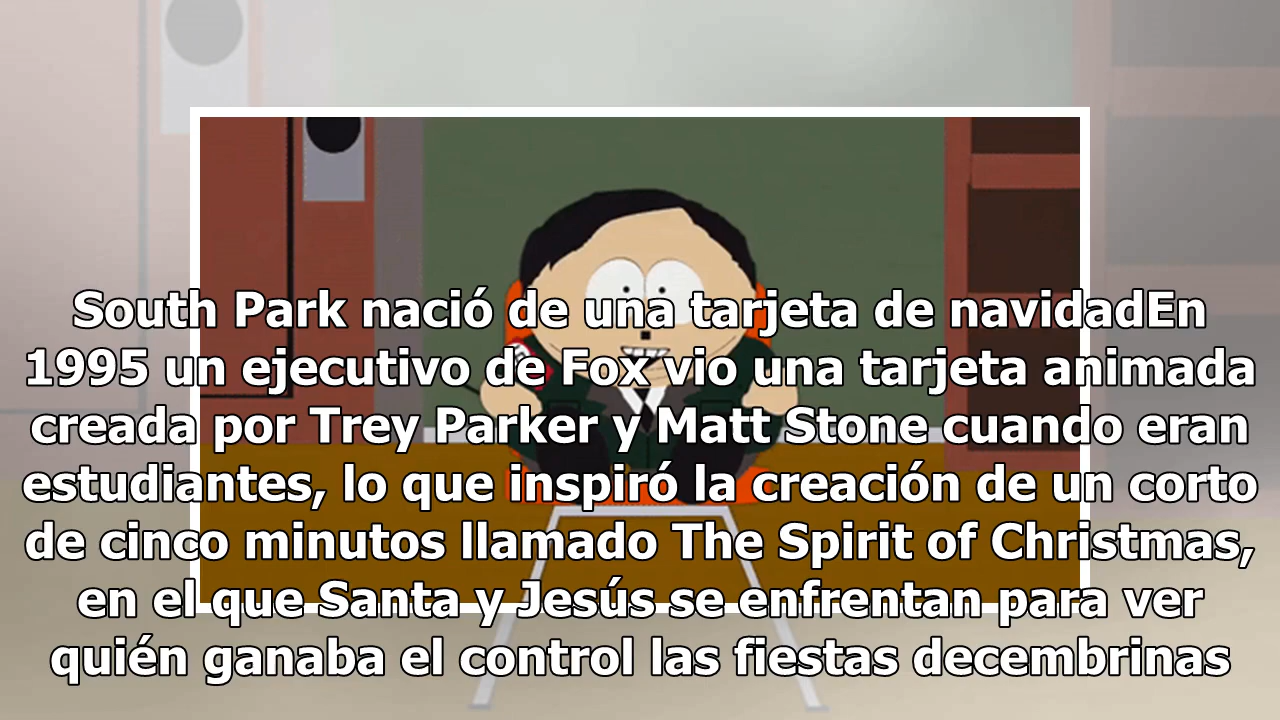 South Park nació de una tarjeta de navidadEn
1995 un ejecutivo de Fox vio una tarjeta animada
creada por Trey Parker y Matt Stone cuando eran
estudiantes, lo que inspiró la creación de un corto
de cinco minutos llamado The Spirit of Christmas,
en el que Santa y Jesús se enfrentan para ver
quién ganaba el control las fiestas decembrinas